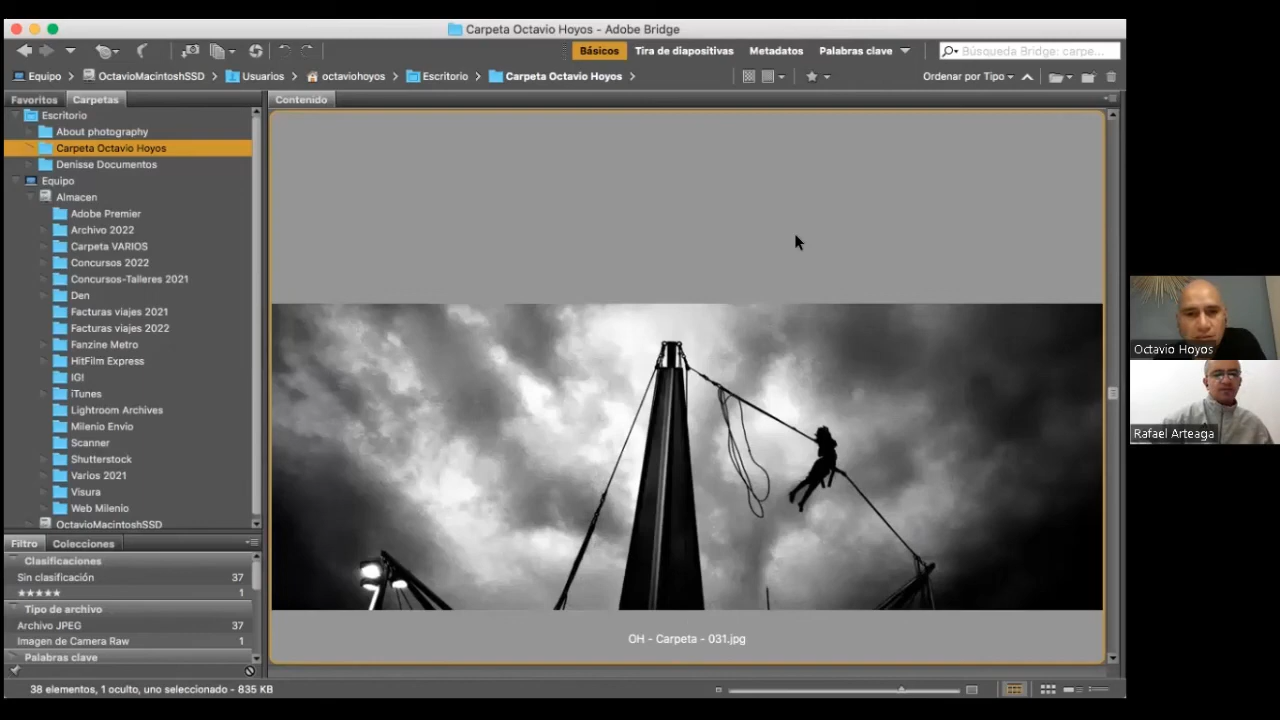 Carpeta Octavio Hoyos - Adobe Bridge
Básicos Tira de diapositivas Metadatos Palabras clave Búsqueda Bridge: carpe...
Equipo OctavioMacintoshSSD Usuarios octaviohoyos Escritorio Carpeta Octavio Hoyos Ordenar por Tipo
Favoritos Carpetas Contenido
Escritorio
About photography
Carpeta Octavio Hoyos
Denisse Documentos
Equipo
Almacen
Adobe Premier
Archivo 2022
Carpeta VARIOS
Concursos 2022
Concursos-Talleres 2021
Den
Facturas viajes 2021
Facturas viajes 2022
Fanzine Metro
HitFilm Express
IG!
iTunes
Lightroom Archives
Milenio Envio
Scanner
Shutterstock
Varios 2021
Visura
Web Milenio
OctavioMacintoshSSD
Filtro Colecciones
Clasificaciones
Sin clasificación 37
★★★★★ 1
Tipo de archivo
Archivo JPEG 37
Imagen de Camera Raw 1
Palabras clave
OH - Carpeta - 031.jpg
38 elementos, 1 oculto, uno seleccionado - 835 KB
Octavio Hoyos
Rafael Arteaga